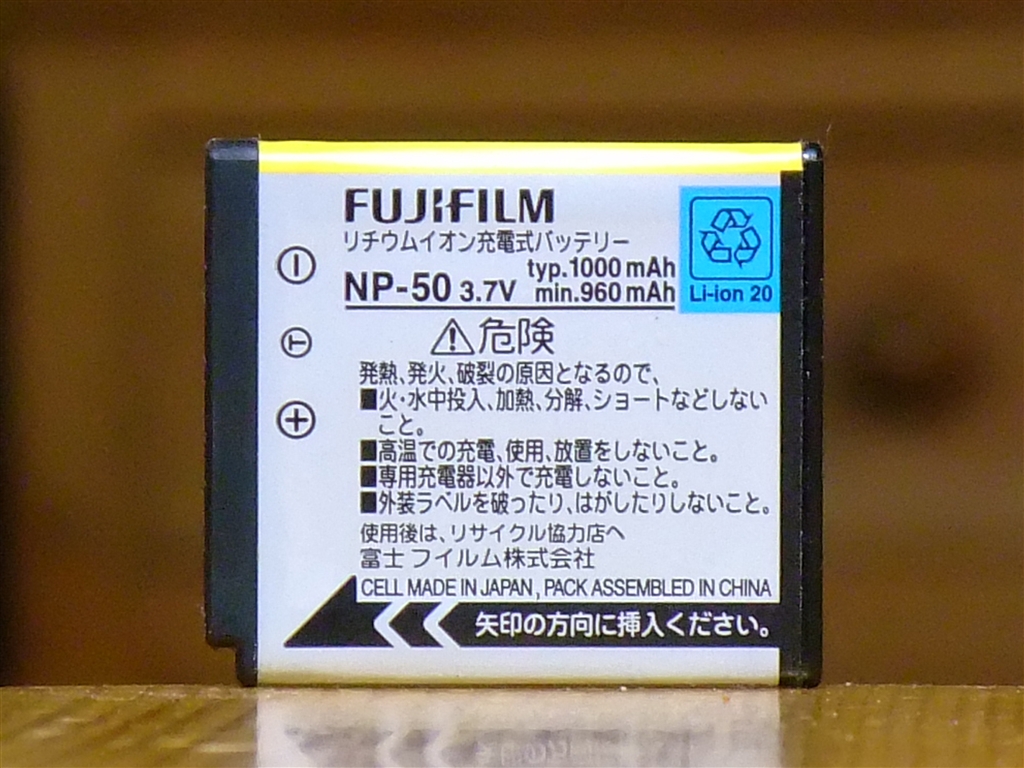 FUJIFILM
リチウムイオン充電式バッテリー
NP-50 3.7V typ.1000 mAh
min.960 mAh
Li-ion 20
⚠危険
発熱、発火、破裂の原因となるので、
■火・水中投入、加熱、分解、ショートなどしない
こと。
■高温での充電、使用、放置をしないこと。
■専用充電器以外で充電しないこと。
■外装ラベルを破ったり、はがしたりしないこと。
使用後は、リサイクル協力店へ
富士フイルム株式会社
CELL MADE IN JAPAN, PACK ASSEMBLED IN CHINA
矢印の方向に挿入ください。